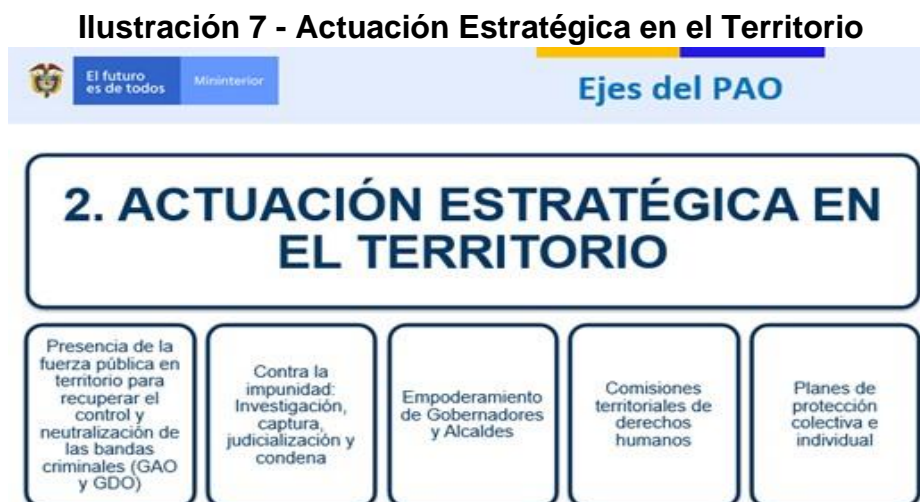 Ilustración 7 - Actuación Estratégica en el Territorio
El futuro
es de todos
Mininterior
Ejes del PAO
2. ACTUACIÓN ESTRATÉGICA EN
EL TERRITORIO
Presencia de la
fuerza pública en
territorio para
recuperar el
control y
neutralización de
las bandas
criminales (GAO
y GDO)
Contra la
impunidad:
Investigación,
captura,
judicialización y
condena
Empoderamiento
de Gobernadores
y Alcaldes
Comisiones
territoriales de
derechos
humanos
Planes de
protección
colectiva e
individual